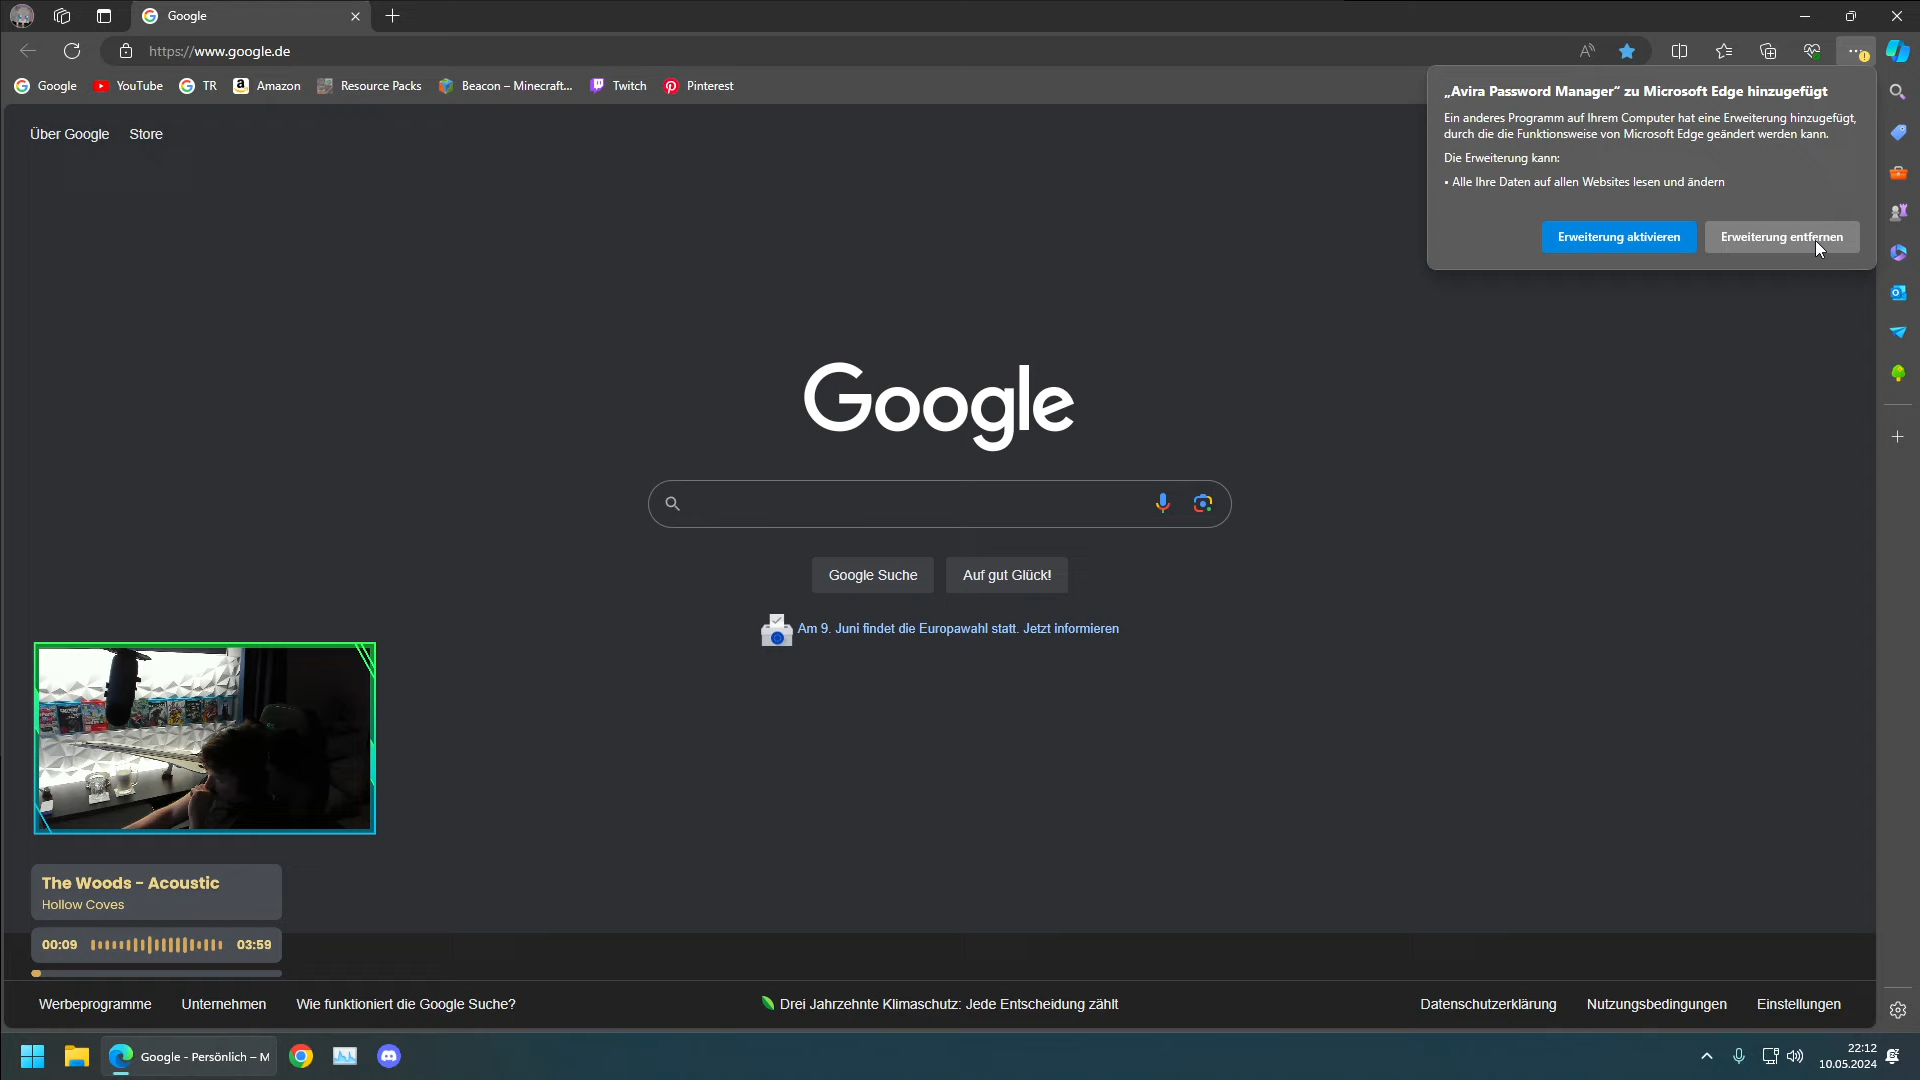 Google
https://www.google.de
Google
YouTube
TR
Amazon
Resource Packs
Beacon – Minecraft...
Twitch
Pinterest
„Avira Password Manager“ zu Microsoft Edge hinzugefügt
Ein anderes Programm auf Ihrem Computer hat eine Erweiterung hinzugefügt,
durch die die Funktionsweise von Microsoft Edge geändert werden kann.
Die Erweiterung kann:
• Alle Ihre Daten auf allen Websites lesen und ändern
Erweiterung aktivieren
Erweiterung entfernen
Über Google
Store
Google
Google Suche
Auf gut Glück!
Am 9. Juni findet die Europawahl statt. Jetzt informieren
The Woods - Acoustic
Hollow Coves
00:09
03:59
Werbeprogramme
Unternehmen
Wie funktioniert die Google Suche?
Drei Jahrzehnte Klimaschutz: Jede Entscheidung zählt
Datenschutzerklärung
Nutzungsbedingungen
Einstellungen
Google - Persönlich – M
22:12
10.05.2024